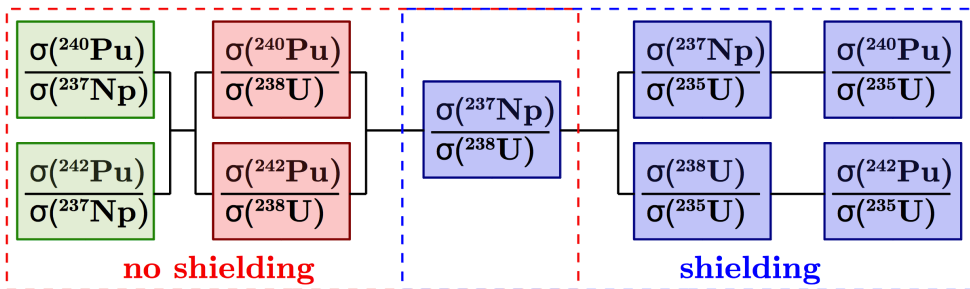 σ(²⁴⁰Pu)
σ(²³⁷Np)
σ(²⁴⁰Pu)
σ(²³⁸U)
σ(²⁴²Pu)
σ(²³⁷Np)
σ(²⁴²Pu)
σ(²³⁸U)
σ(²³⁷Np)
σ(²³⁸U)
σ(²³⁷Np)
σ(²³⁵U)
σ(²⁴⁰Pu)
σ(²³⁵U)
σ(²³⁸U)
σ(²³⁵U)
σ(²⁴²Pu)
σ(²³⁵U)
no shielding
shielding